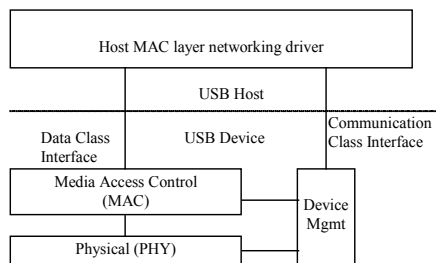 Host MAC layer networking driver
USB Host
Data Class
Interface
USB Device
Communication
Class Interface
Media Access Control
(MAC)
Device
Mgmt
Physical (PHY)